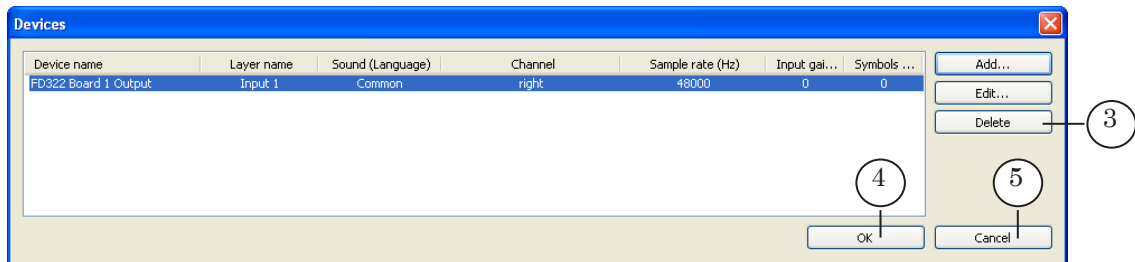 Devices
Device name Layer name Sound (Language) Channel Sample rate (Hz) Input gai... Symbols ...
FD322 Board 1 Output Input 1 Common right 48000 0 0
Add...
Edit...
Delete
3
4
5
OK
Cancel